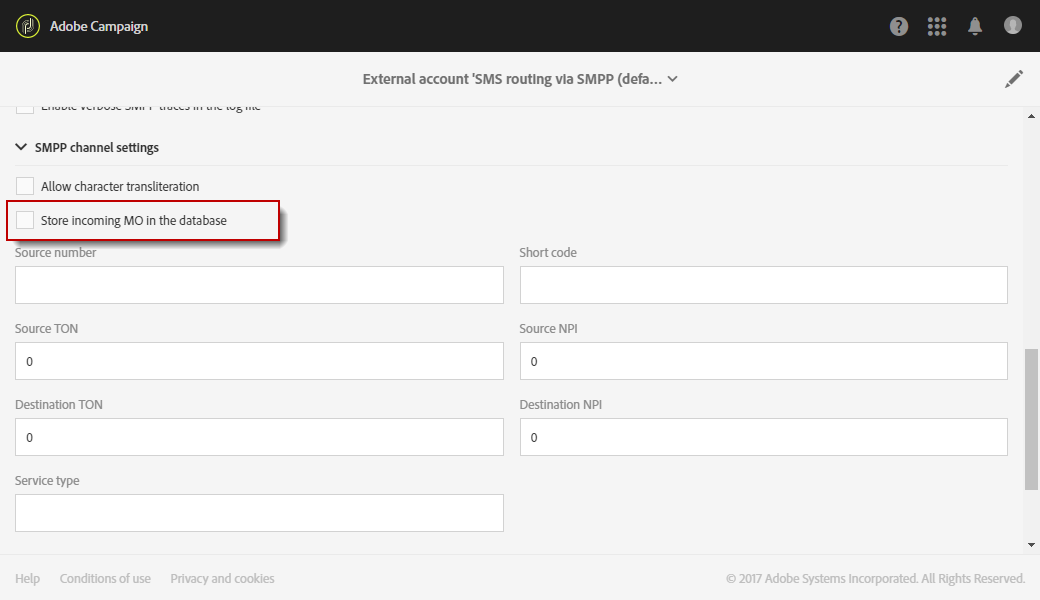 Adobe Campaign
External account 'SMS routing via SMPP (defa...
Enable verbose SMPP traces in the log file
SMPP channel settings
Allow character transliteration
Store incoming MO in the database
Source number
Short code
Source TON
Source NPI
0
0
Destination TON
Destination NPI
0
0
Service type
Help Conditions of use Privacy and cookies © 2017 Adobe Systems Incorporated. All Rights Reserved.